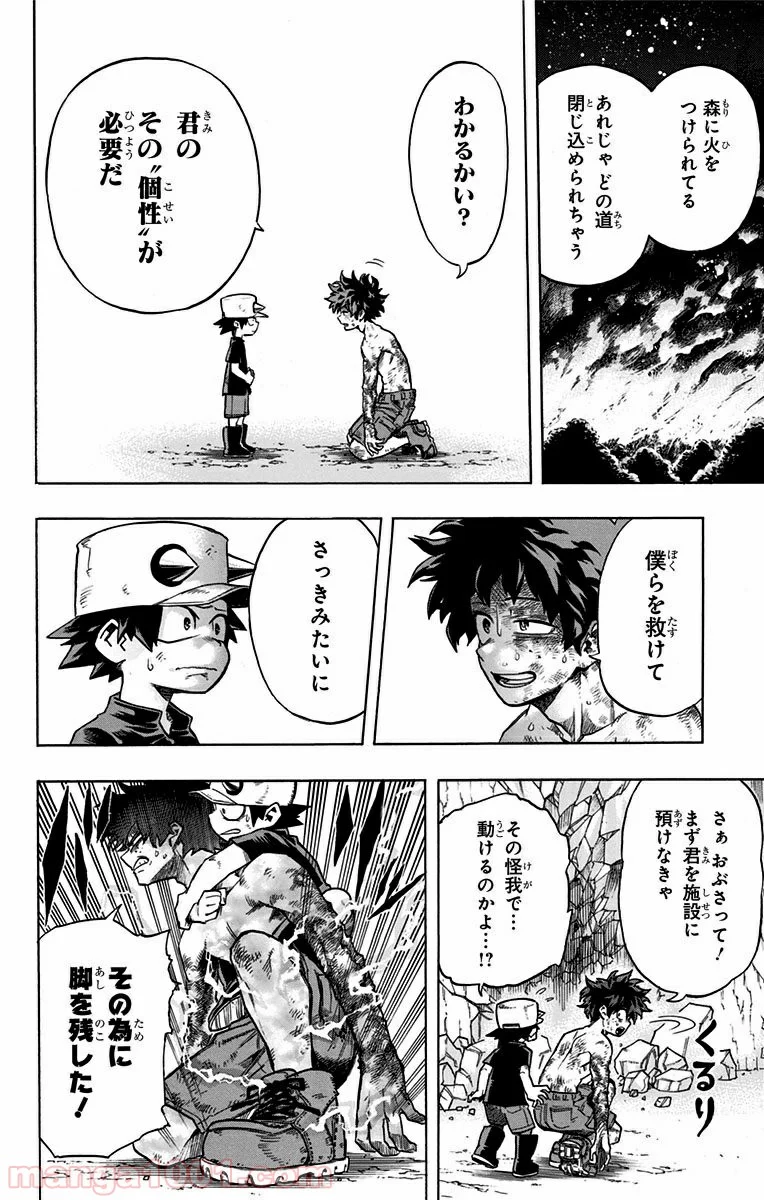 森に火を
つけられてる
あれじゃ どの道
閉じ込められちゃう
わかるかい?
君の
その〝個性〟が
必要だ
僕らを救けて
さっきみたいに
さぁ おぶさって!
まず君を施設に
預けなきゃ
その怪我で…
動けるのかよ…!?
くるり
その為に
脚を残した!